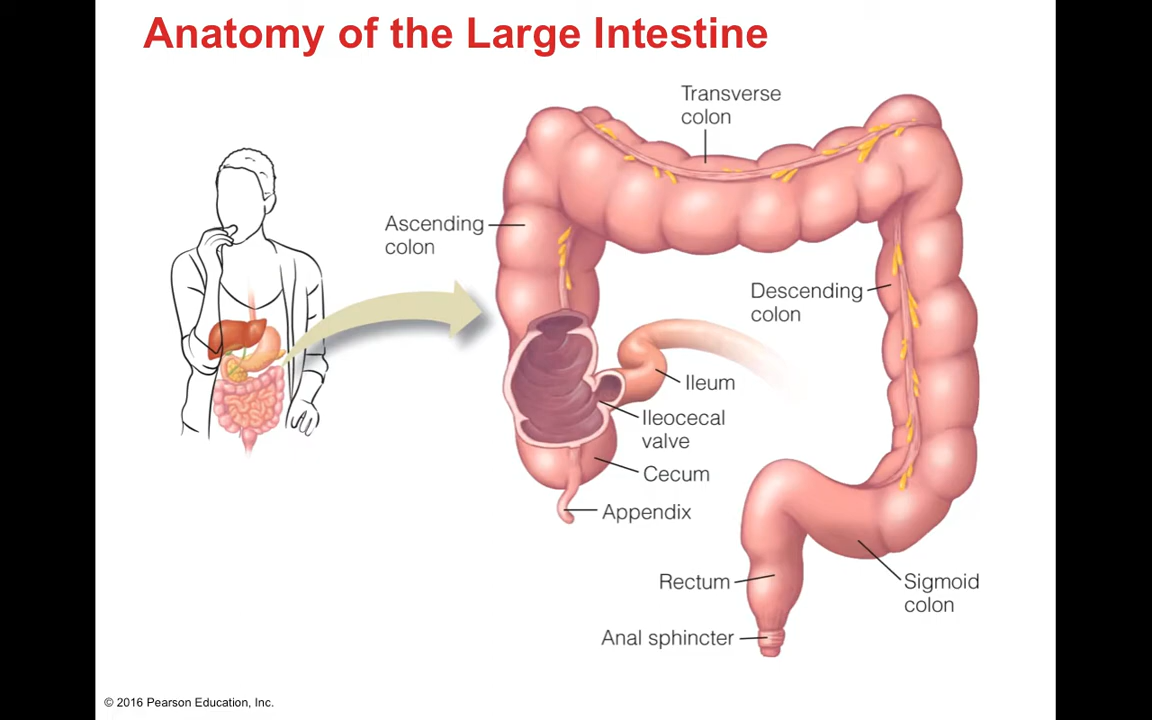 Anatomy of the Large Intestine
Transverse
colon
Ascending
colon
Descending
colon
Ileum
Ileocecal
valve
Cecum
Appendix
Rectum
Sigmoid
colon
Anal sphincter
© 2016 Pearson Education, Inc.